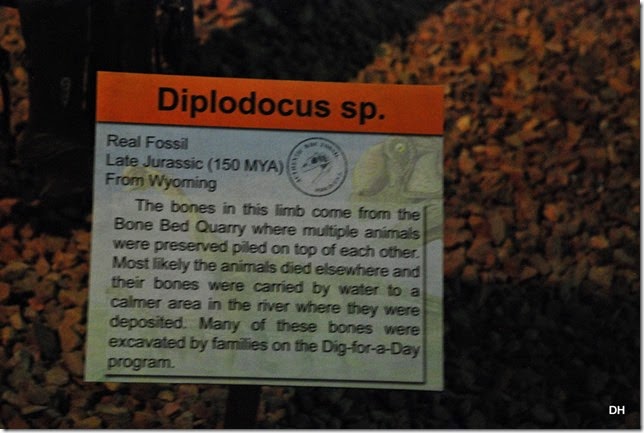 Diplodocus sp.
Real Fossil
Late Jurassic (150 MYA)
From Wyoming
The bones in this limb come from the
Bone Bed Quarry where multiple animals
were preserved piled on top of each other.
Most likely the animals died elsewhere and
their bones were carried by water to a
calmer area in the river where they were
deposited. Many of these bones were
excavated by families on the Dig-for-a-Day
program.
DH